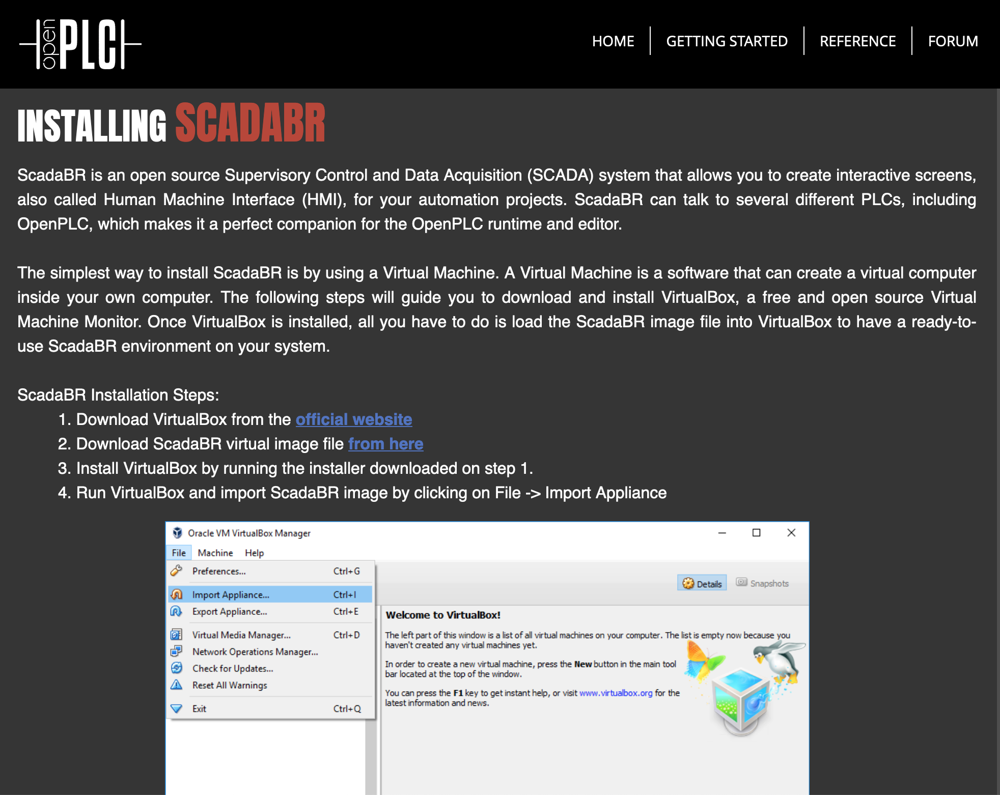 open PLC
HOME
GETTING STARTED
REFERENCE
FORUM
INSTALLING SCADABR
ScadaBR is an open source Supervisory Control and Data Acquisition (SCADA) system that allows you to create interactive screens,
also called Human Machine Interface (HMI), for your automation projects. ScadaBR can talk to several different PLCs, including
OpenPLC, which makes it a perfect companion for the OpenPLC runtime and editor.
The simplest way to install ScadaBR is by using a Virtual Machine. A Virtual Machine is a software that can create a virtual computer
inside your own computer. The following steps will guide you to download and install VirtualBox, a free and open source Virtual
Machine Monitor. Once VirtualBox is installed, all you have to do is load the ScadaBR image file into VirtualBox to have a ready-to-
use ScadaBR environment on your system.
ScadaBR Installation Steps:
1. Download VirtualBox from the official website
2. Download ScadaBR virtual image file from here
3. Install VirtualBox by running the installer downloaded on step 1.
4. Run VirtualBox and import ScadaBR image by clicking on File -> Import Appliance
Oracle VM VirtualBox Manager
File Machine Help
Preferences... Ctrl+G
Import Appliance... Ctrl+I
Export Appliance... Ctrl+E
Virtual Media Manager... Ctrl+D
Network Operations Manager...
Check for Updates...
Reset All Warnings
Exit Ctrl+Q
Details Snapshots
Welcome to VirtualBox!
The left part of this window is a list of all virtual machines on your computer. The list is empty now because you
haven't created any virtual machines yet.
In order to create a new virtual machine, press the New button in the main tool
bar located at the top of the window.
You can press the F1 key to get instant help, or visit www.virtualbox.org for the
latest information and news.